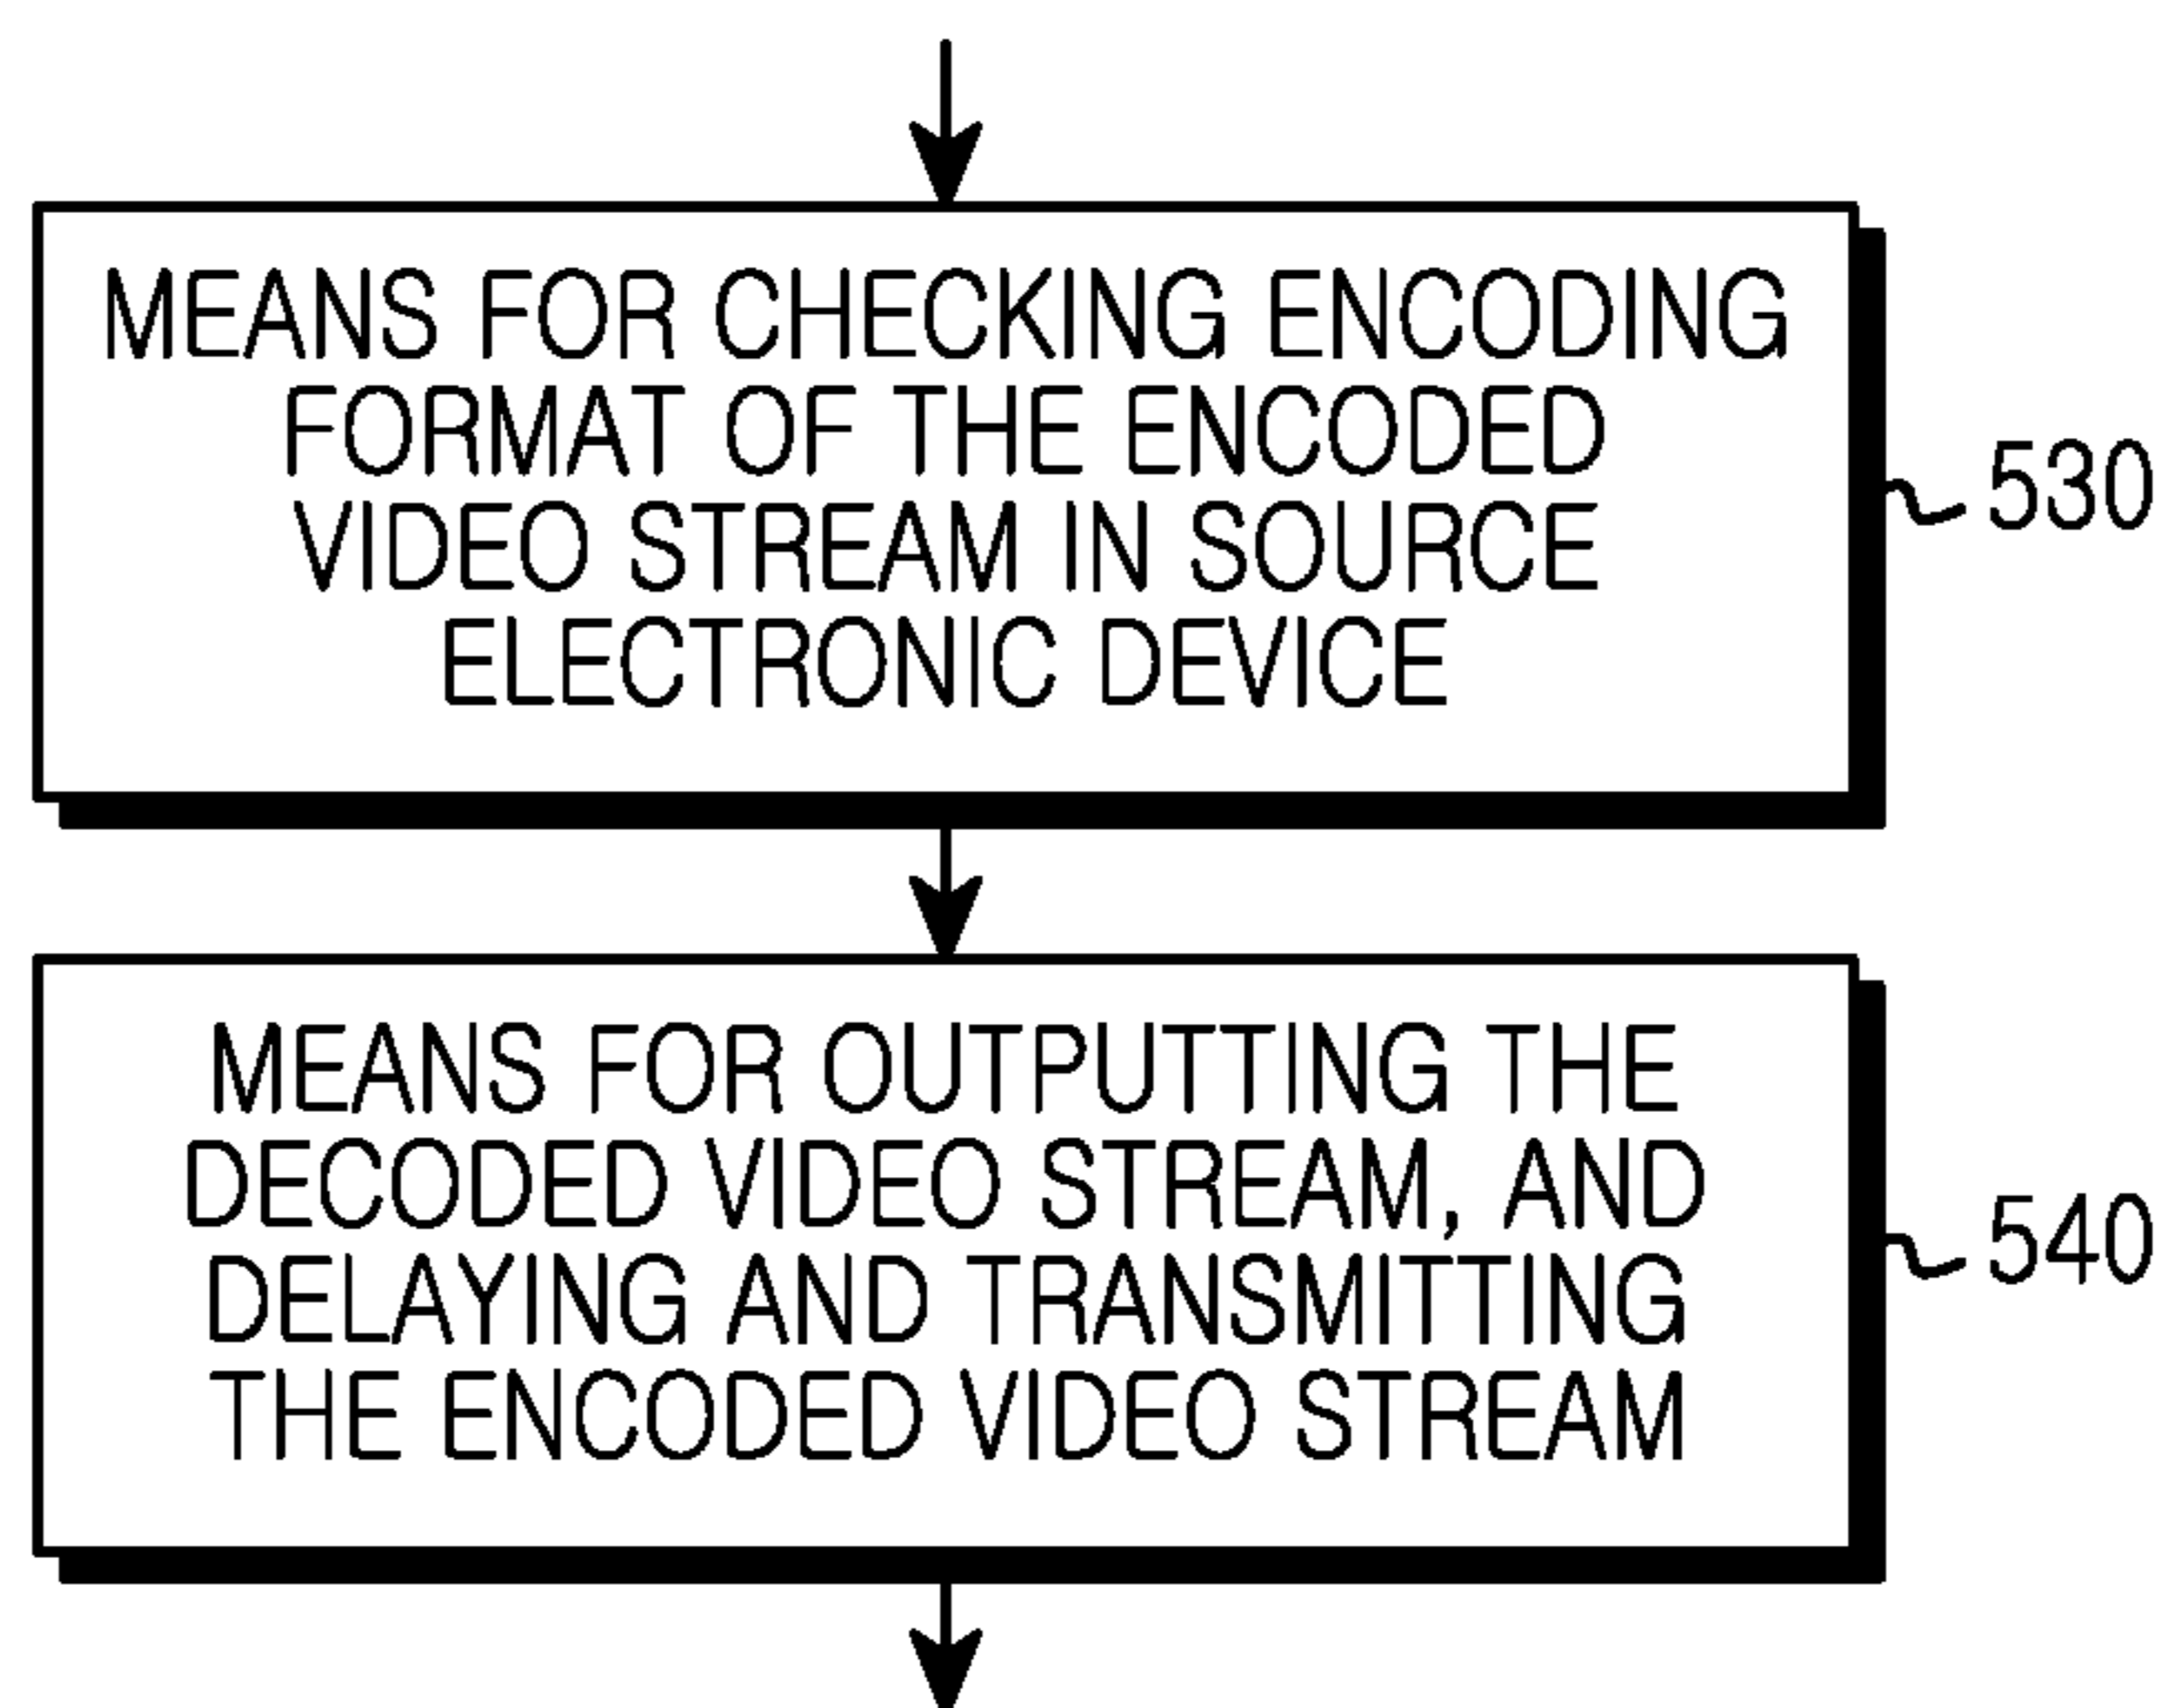 MEANS FOR CHECKING ENCODING
FORMAT OF THE ENCODED
VIDEO STREAM IN SOURCE
ELECTRONIC DEVICE
530
MEANS FOR OUTPUTTING THE
DECODED VIDEO STREAM, AND
DELAYING AND TRANSMITTING
THE ENCODED VIDEO STREAM
540